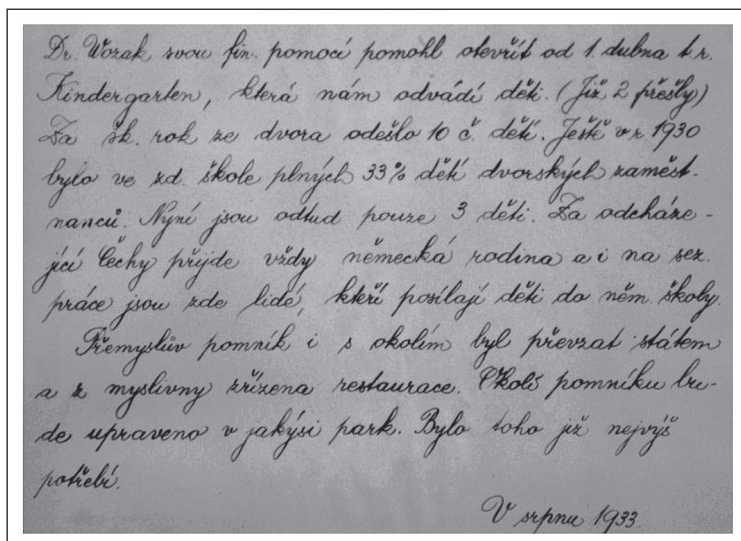 Dr. Wozak svou fin. pomocí pomohl otevřít od 1 dubna t.r.
Kindergarten, která nám odvádí děti. (Již 2 přešly)
Za šk. rok ze dvora odešlo 10 č. dětí. Ještě v r. 1930
bylo ve zd. škole plných 33% dětí dvorských zaměst-
nanců. Nyní jsou odtud pouze 3 děti. Za odcháze-
jící Čechy přijde vždy německá rodina a i na sez.
práce jsou zde lidé, kteří posílají děti do něm. školy.
Přemyslův pomník i s okolím byl převzat státem
a z myslivny zřízena restaurace. Okolí pomníku bu-
de upraveno v jakýsi park. Bylo toho již nejvýš
potřebí.
V srpnu 1933.